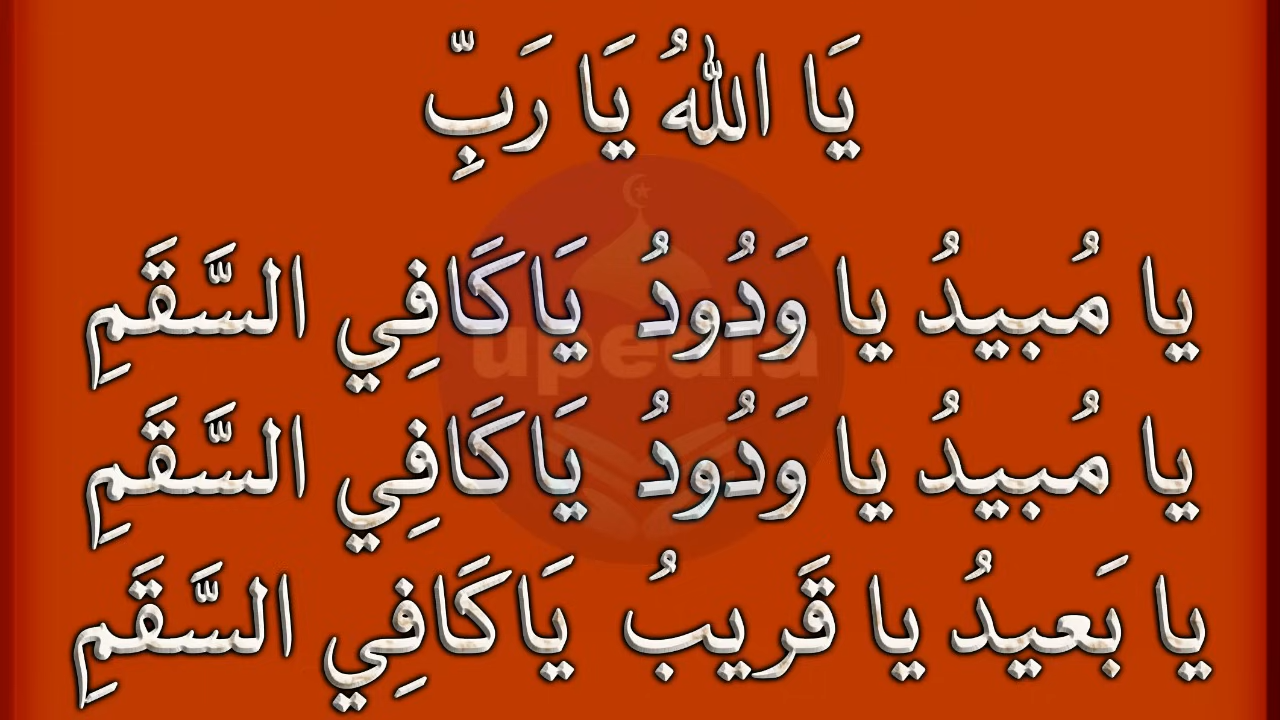 يَا اللهُ يَا رَبِّ
يا مُبيدُ يا وَدُودُ يَاكَافِي السَّقَمِ
upedia
يا مُبيدُ يا وَدُودُ يَاكَافِي السَّقَمِ
يا بَعيدُ يا قَريبُ يَاكَافِي السَّقَمِ